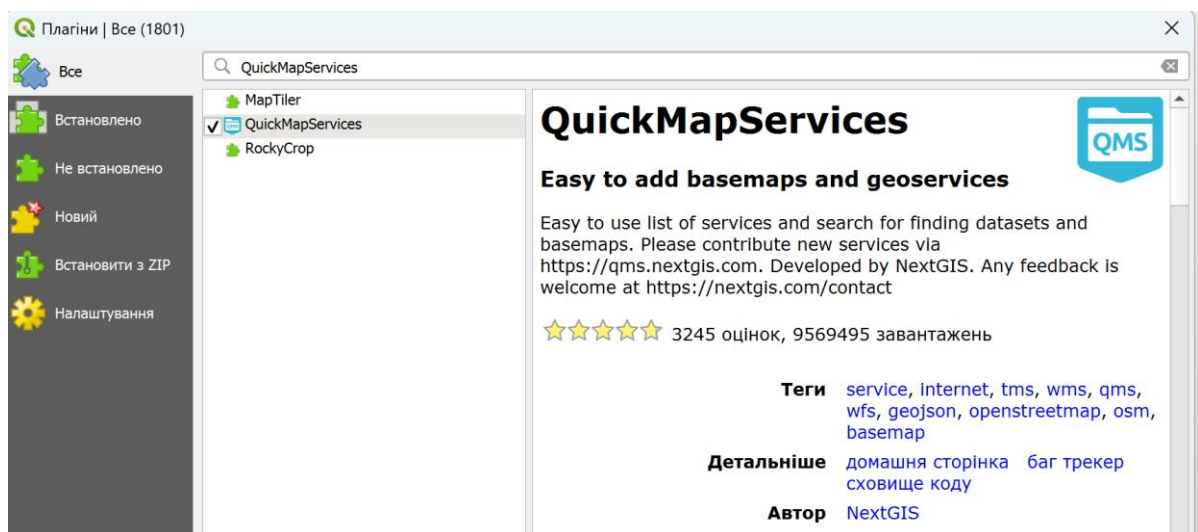 Плагіни | Все (1801)
Все
QuickMapServices
Встановлено
Не встановлено
Новий
Встановити з ZIP
Налаштування
MapTiler
QuickMapServices
RockyCrop
QuickMapServices
QMS
Easy to add basemaps and geoservices
Easy to use list of services and search for finding datasets and
basemaps. Please contribute new services via
https://qms.nextgis.com. Developed by NextGIS. Any feedback is
welcome at https://nextgis.com/contact
3245 оцінок, 9569495 завантажень
Теги service, internet, tms, wms, qms,
wfs, geojson, openstreetmap, osm,
basemap
Детальніше домашня сторінка баг трекер
сховище коду
Автор NextGIS